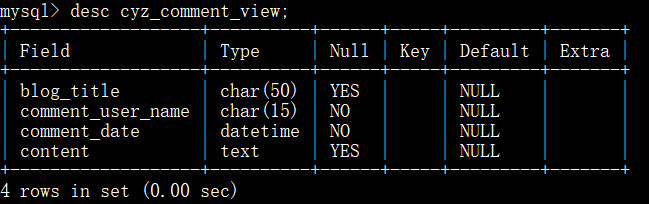 mysql> desc cyz_comment_view;
+-------------------+----------+------+-----+---------+-------+
| Field             | Type     | Null | Key | Default | Extra |
+-------------------+----------+------+-----+---------+-------+
| blog_title        | char(50) | YES  |     | NULL    |       |
| comment_user_name | char(15) | NO   |     | NULL    |       |
| comment_date      | datetime | NO   |     | NULL    |       |
| content           | text     | YES  |     | NULL    |       |
+-------------------+----------+------+-----+---------+-------+
4 rows in set (0.00 sec)